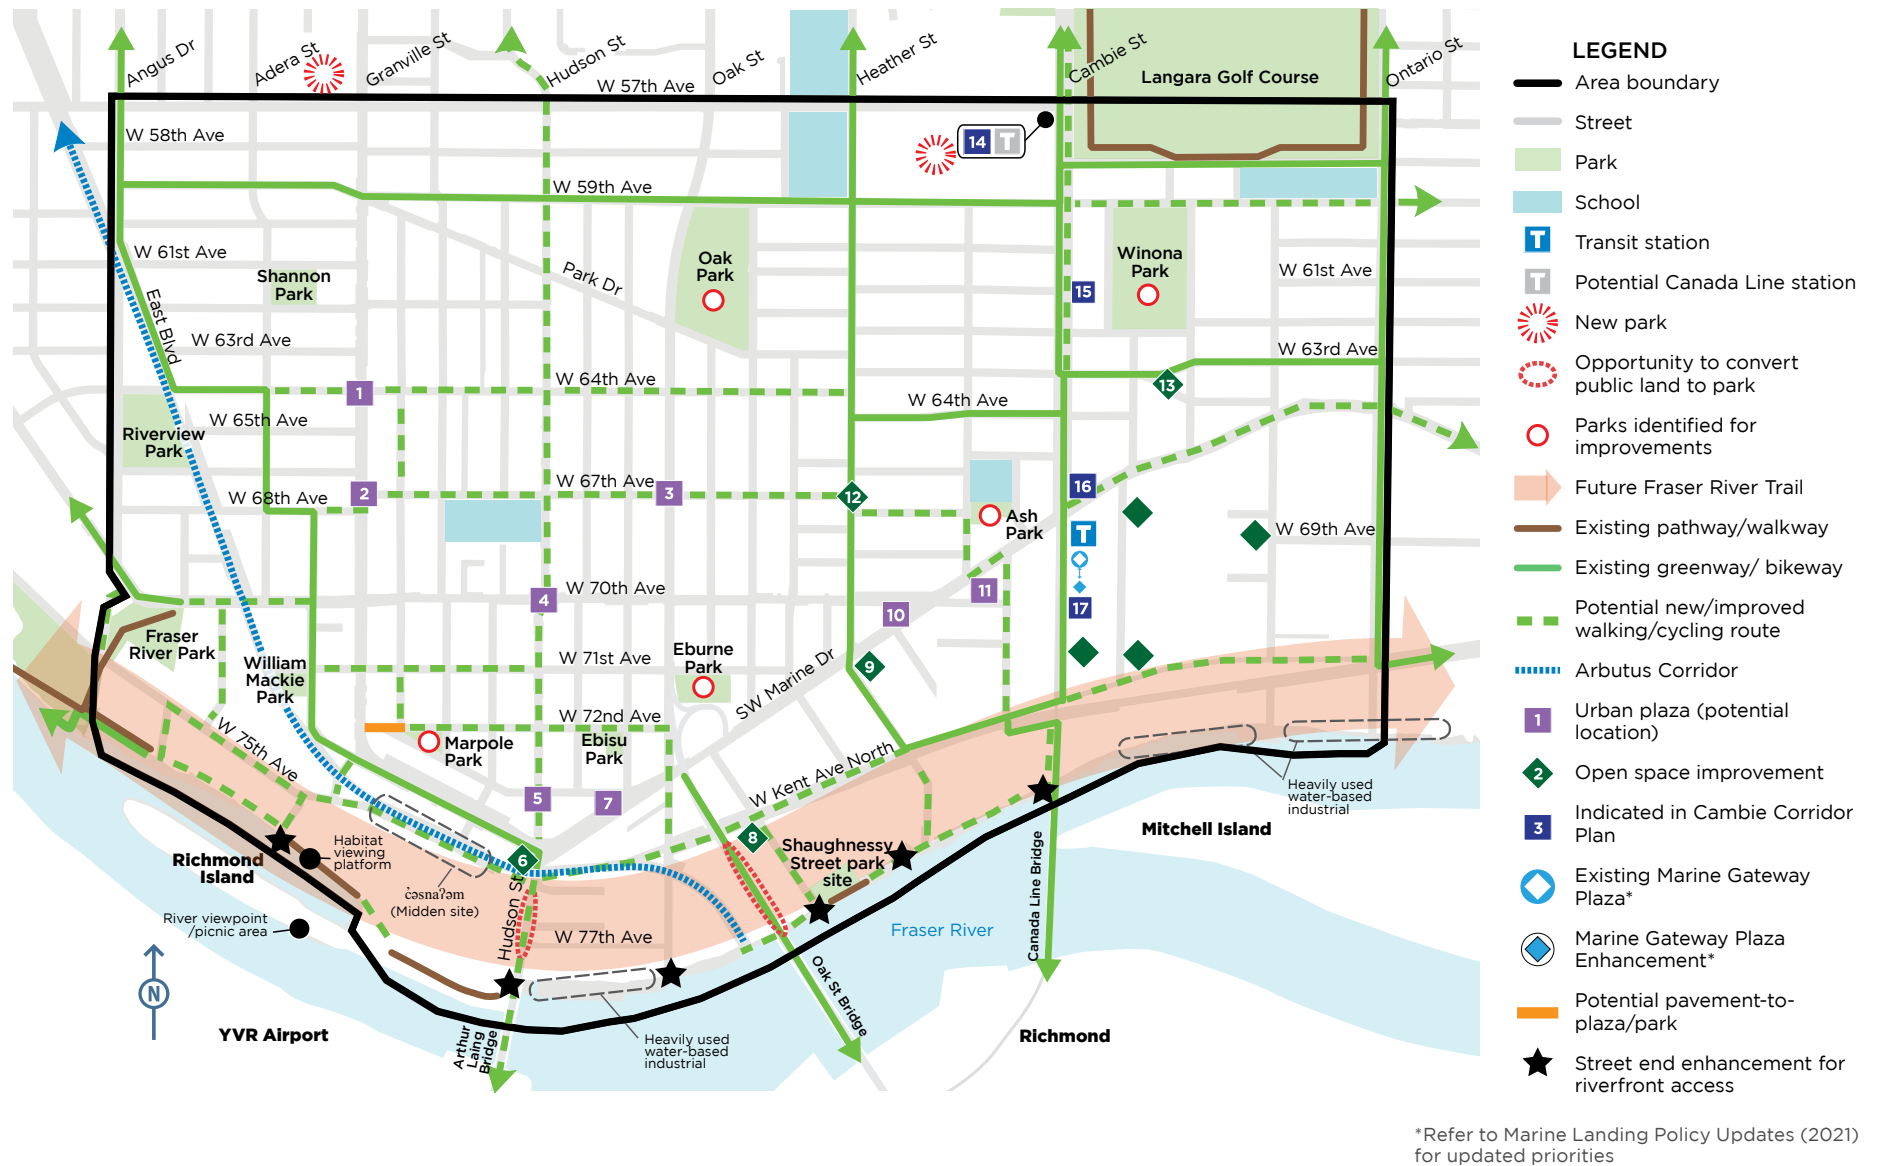 Angus Dr
Adera St
Granville St
Hudson St
Oak St
Heather St
Cambie St
Ontario St
Langara Golf Course
W 57th Ave
W 58th Ave
14 T
W 59th Ave
W 61st Ave
Shannon
Park
Park Dr
Oak
Park
Winona
Park
W 61st Ave
15
East Blvd
W 63rd Ave
W 63rd Ave
W 64th Ave
13
1
W 64th Ave
W 65th Ave
Riverview
Park
W 67th Ave
W 68th Ave
2
3
12
16
Ash
Park
T
W 69th Ave
W 70th Ave
4
11
10
17
Fraser
River Park
William
Mackie
Park
W 71st Ave
Eburne
Park
9
SW Marine Dr
W 72nd Ave
W 75th Ave
Marpole
Park
Ebisu
Park
W Kent Ave North
5
7
Heavily used
water-based
industrial
8
6
Mitchell Island
Habitat
viewing
platform
Richmond
Island
Shaughnessy
Street park
site
c̓əsnaʔəm
(Midden site)
River viewpoint
/picnic area
Hudson St
W 77th Ave
Fraser River
Canada Line Bridge
Oak St Bridge
N
YVR Airport
Arthur
Laing
Bridge
Heavily used
water-based
industrial
Richmond
LEGEND
Area boundary
Street
Park
School
T Transit station
T Potential Canada Line station
New park
Opportunity to convert
public land to park
Parks identified for
improvements
Future Fraser River Trail
Existing pathway/walkway
Existing greenway/ bikeway
Potential new/improved
walking/cycling route
Arbutus Corridor
1 Urban plaza (potential
location)
2 Open space improvement
3 Indicated in Cambie Corridor
Plan
Existing Marine Gateway
Plaza*
Marine Gateway Plaza
Enhancement*
Potential pavement-to-
plaza/park
Street end enhancement for
riverfront access
*Refer to Marine Landing Policy Updates (2021)
for updated priorities